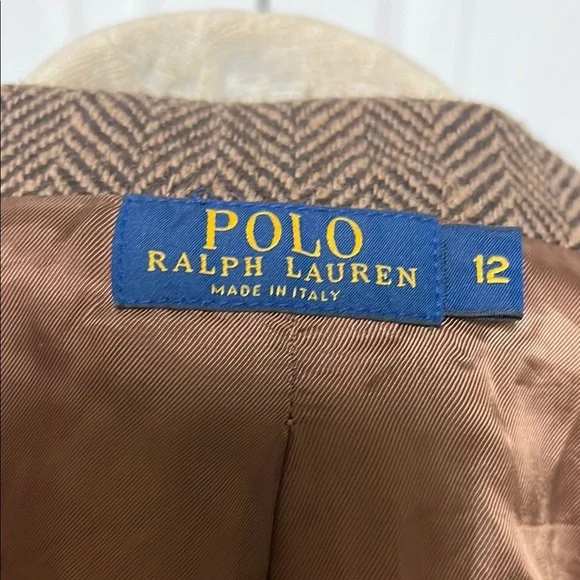 POLO
RALPH LAUREN
MADE IN ITALY
12